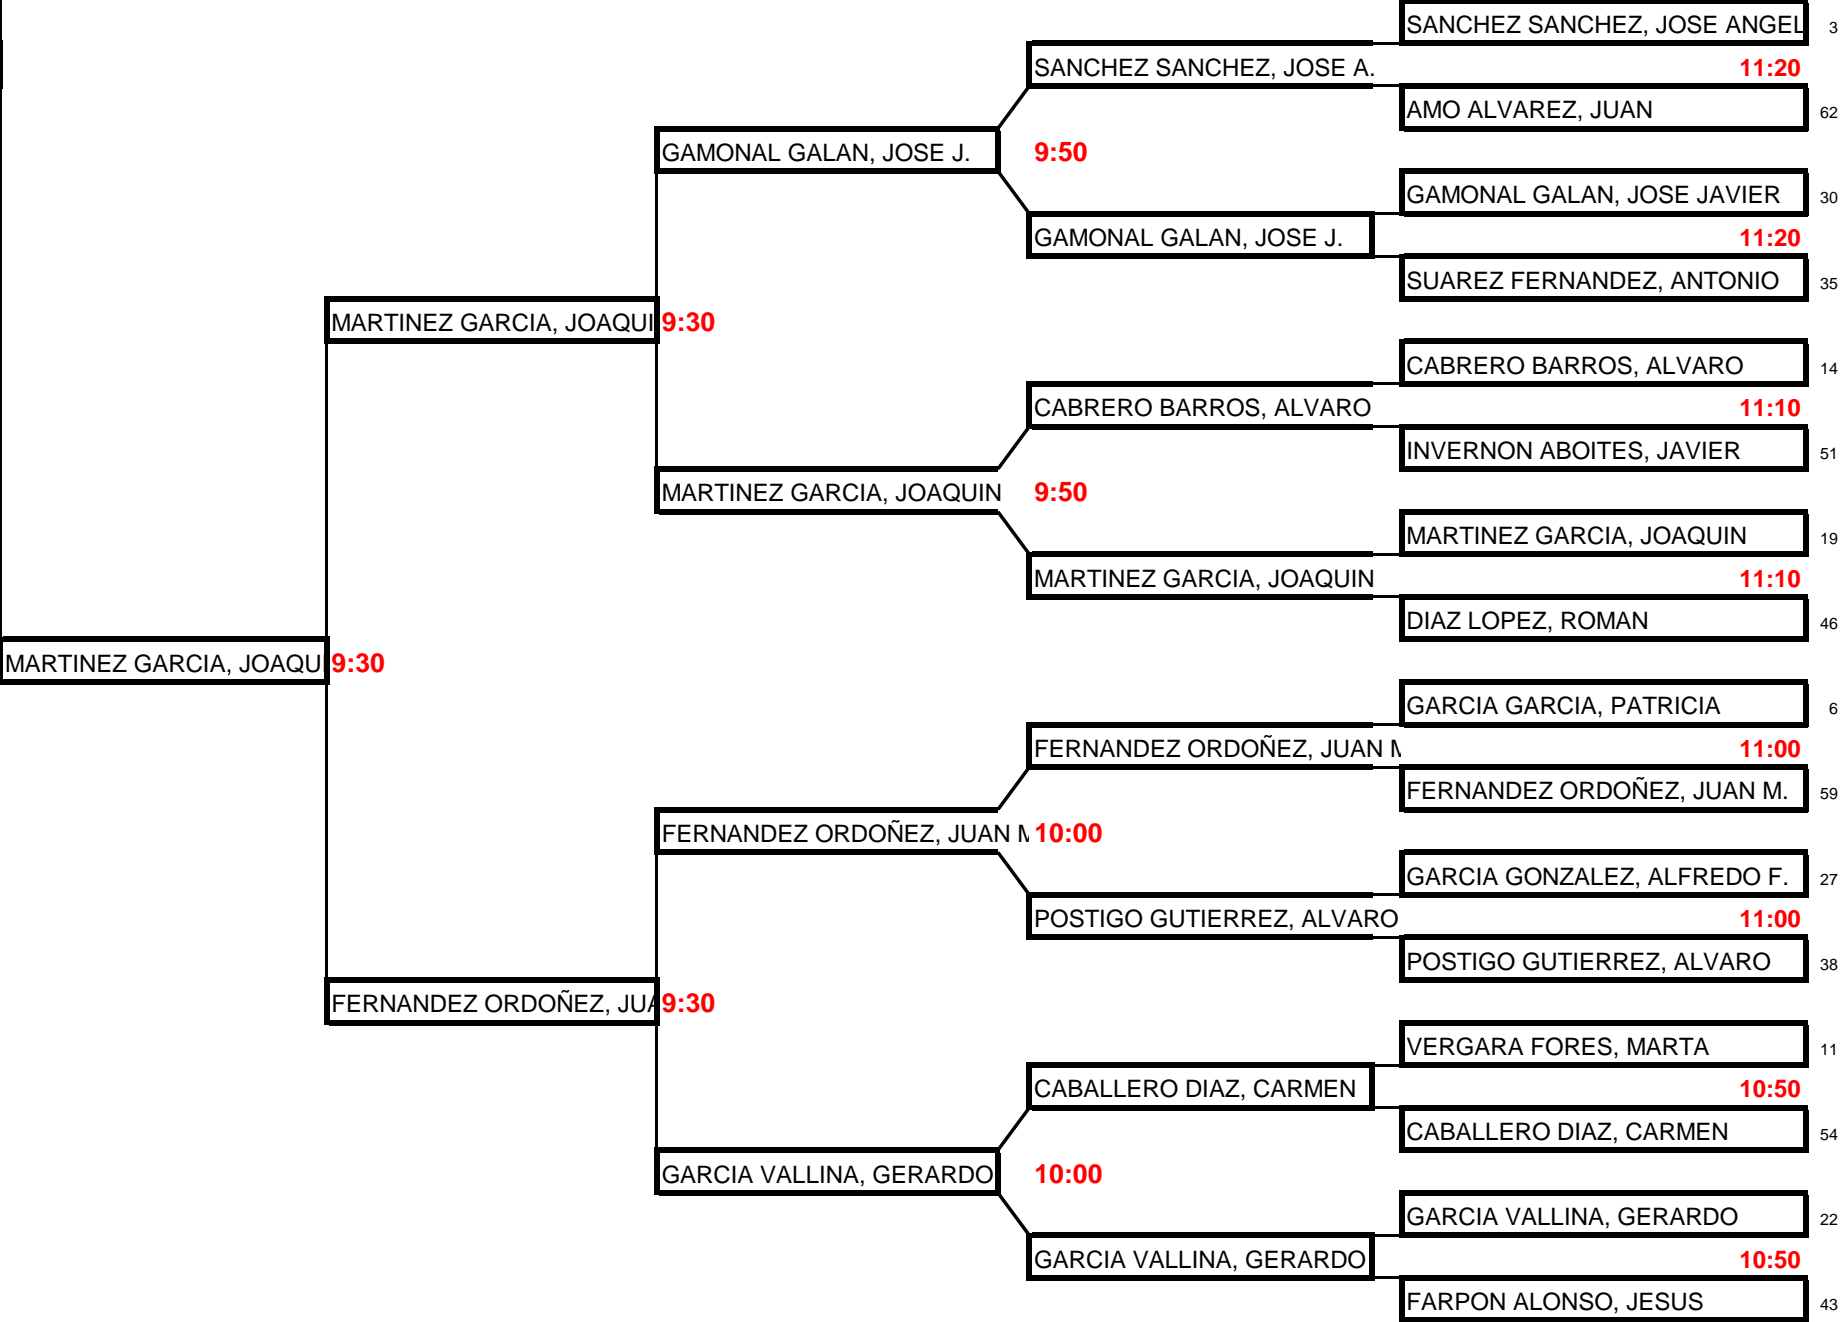 SANCHEZ SANCHEZ, JOSE ANGEL 3
SANCHEZ SANCHEZ, JOSE A. 11:20
AMO ALVAREZ, JUAN 62
GAMONAL GALAN, JOSE J. 9:50
GAMONAL GALAN, JOSE JAVIER 30
GAMONAL GALAN, JOSE J. 11:20
SUAREZ FERNANDEZ, ANTONIO 35
MARTINEZ GARCIA, JOAQUI 9:30
CABRERO BARROS, ALVARO 14
CABRERO BARROS, ALVARO 11:10
INVERNON ABOITES, JAVIER 51
MARTINEZ GARCIA, JOAQUIN 9:50
MARTINEZ GARCIA, JOAQUIN 19
MARTINEZ GARCIA, JOAQUIN 11:10
DIAZ LOPEZ, ROMAN 46
MARTINEZ GARCIA, JOAQU 9:30
GARCIA GARCIA, PATRICIA 6
FERNANDEZ ORDOÑEZ, JUAN M 11:00
FERNANDEZ ORDOÑEZ, JUAN M. 59
FERNANDEZ ORDOÑEZ, JUAN M 10:00
GARCIA GONZALEZ, ALFREDO F. 27
POSTIGO GUTIERREZ, ALVARO 11:00
POSTIGO GUTIERREZ, ALVARO 38
FERNANDEZ ORDOÑEZ, JUA 9:30
VERGARA FORES, MARTA 11
CABALLERO DIAZ, CARMEN 10:50
CABALLERO DIAZ, CARMEN 54
GARCIA VALLINA, GERARDO 10:00
GARCIA VALLINA, GERARDO 22
GARCIA VALLINA, GERARDO 10:50
FARPON ALONSO, JESUS 43